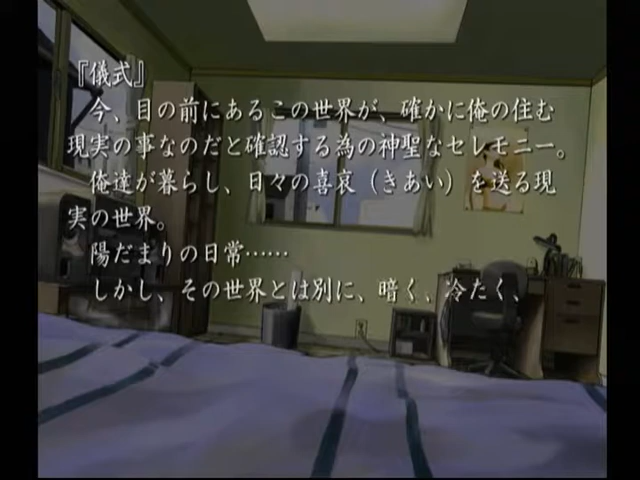 『儀式』
　今、目の前にあるこの世界が、確かに俺の住む
現実の事なのだと確認する為の神聖なセレモニー。
　俺達が暮らし、日々の喜哀（きあい）を送る現
実の世界。
　陽だまりの日常……
　しかし、その世界とは別に、暗く、冷たく、